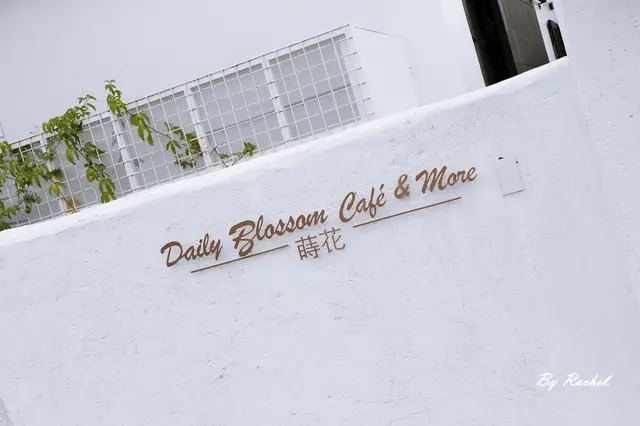 Daily Blossom Café & More
蒔花
By Rachel.